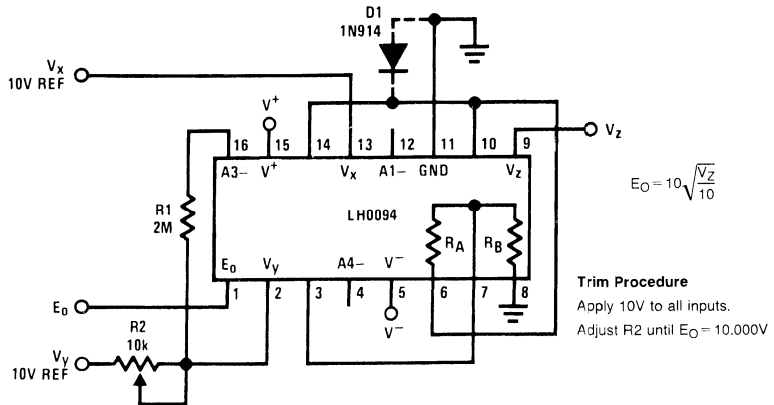 D1
1N914
Vx
10V REF
V+
Vz
16 15 14 13 12 11 10 9
A3– V+ Vx A1– GND Vz
EO = 10√VZ/10
R1
2M
LH0094
RA RB
Eo Vy A4– V–
1 2 3 4 5 6 7 8
Eo
V–
R2
10k
Vy
10V REF
Trim Procedure
Apply 10V to all inputs.
Adjust R2 until EO = 10.000V